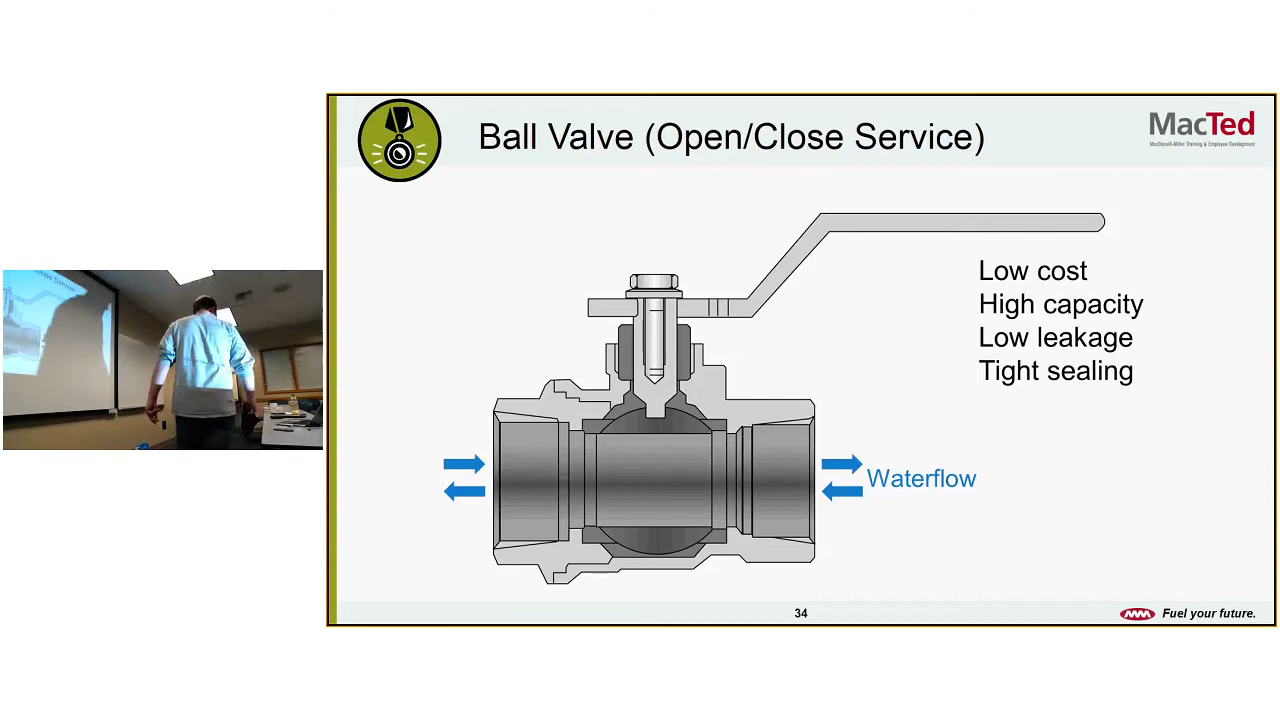 Ball Valve (Open/Close Service)
MacTed
MacDonald-Miller Training & Employee Development
Low cost
High capacity
Low leakage
Tight sealing
Waterflow
34
Fuel your future.